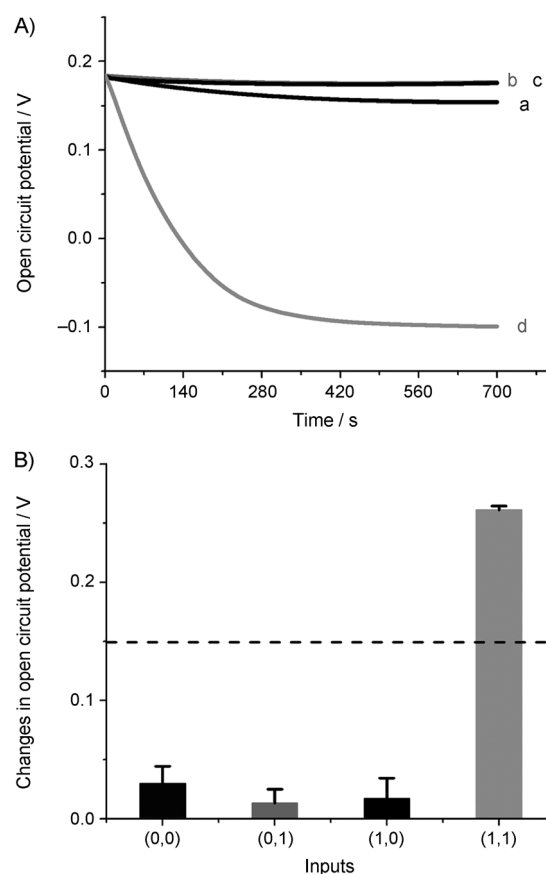 A)
Open circuit potential / V
0.2
0.1
0.0
–0.1
b c
a
d
0 140 280 420 560 700
Time / s
B)
Changes in open circuit potential / V
0.3
0.2
0.1
0.0
(0,0) (0,1) (1,0) (1,1)
Inputs